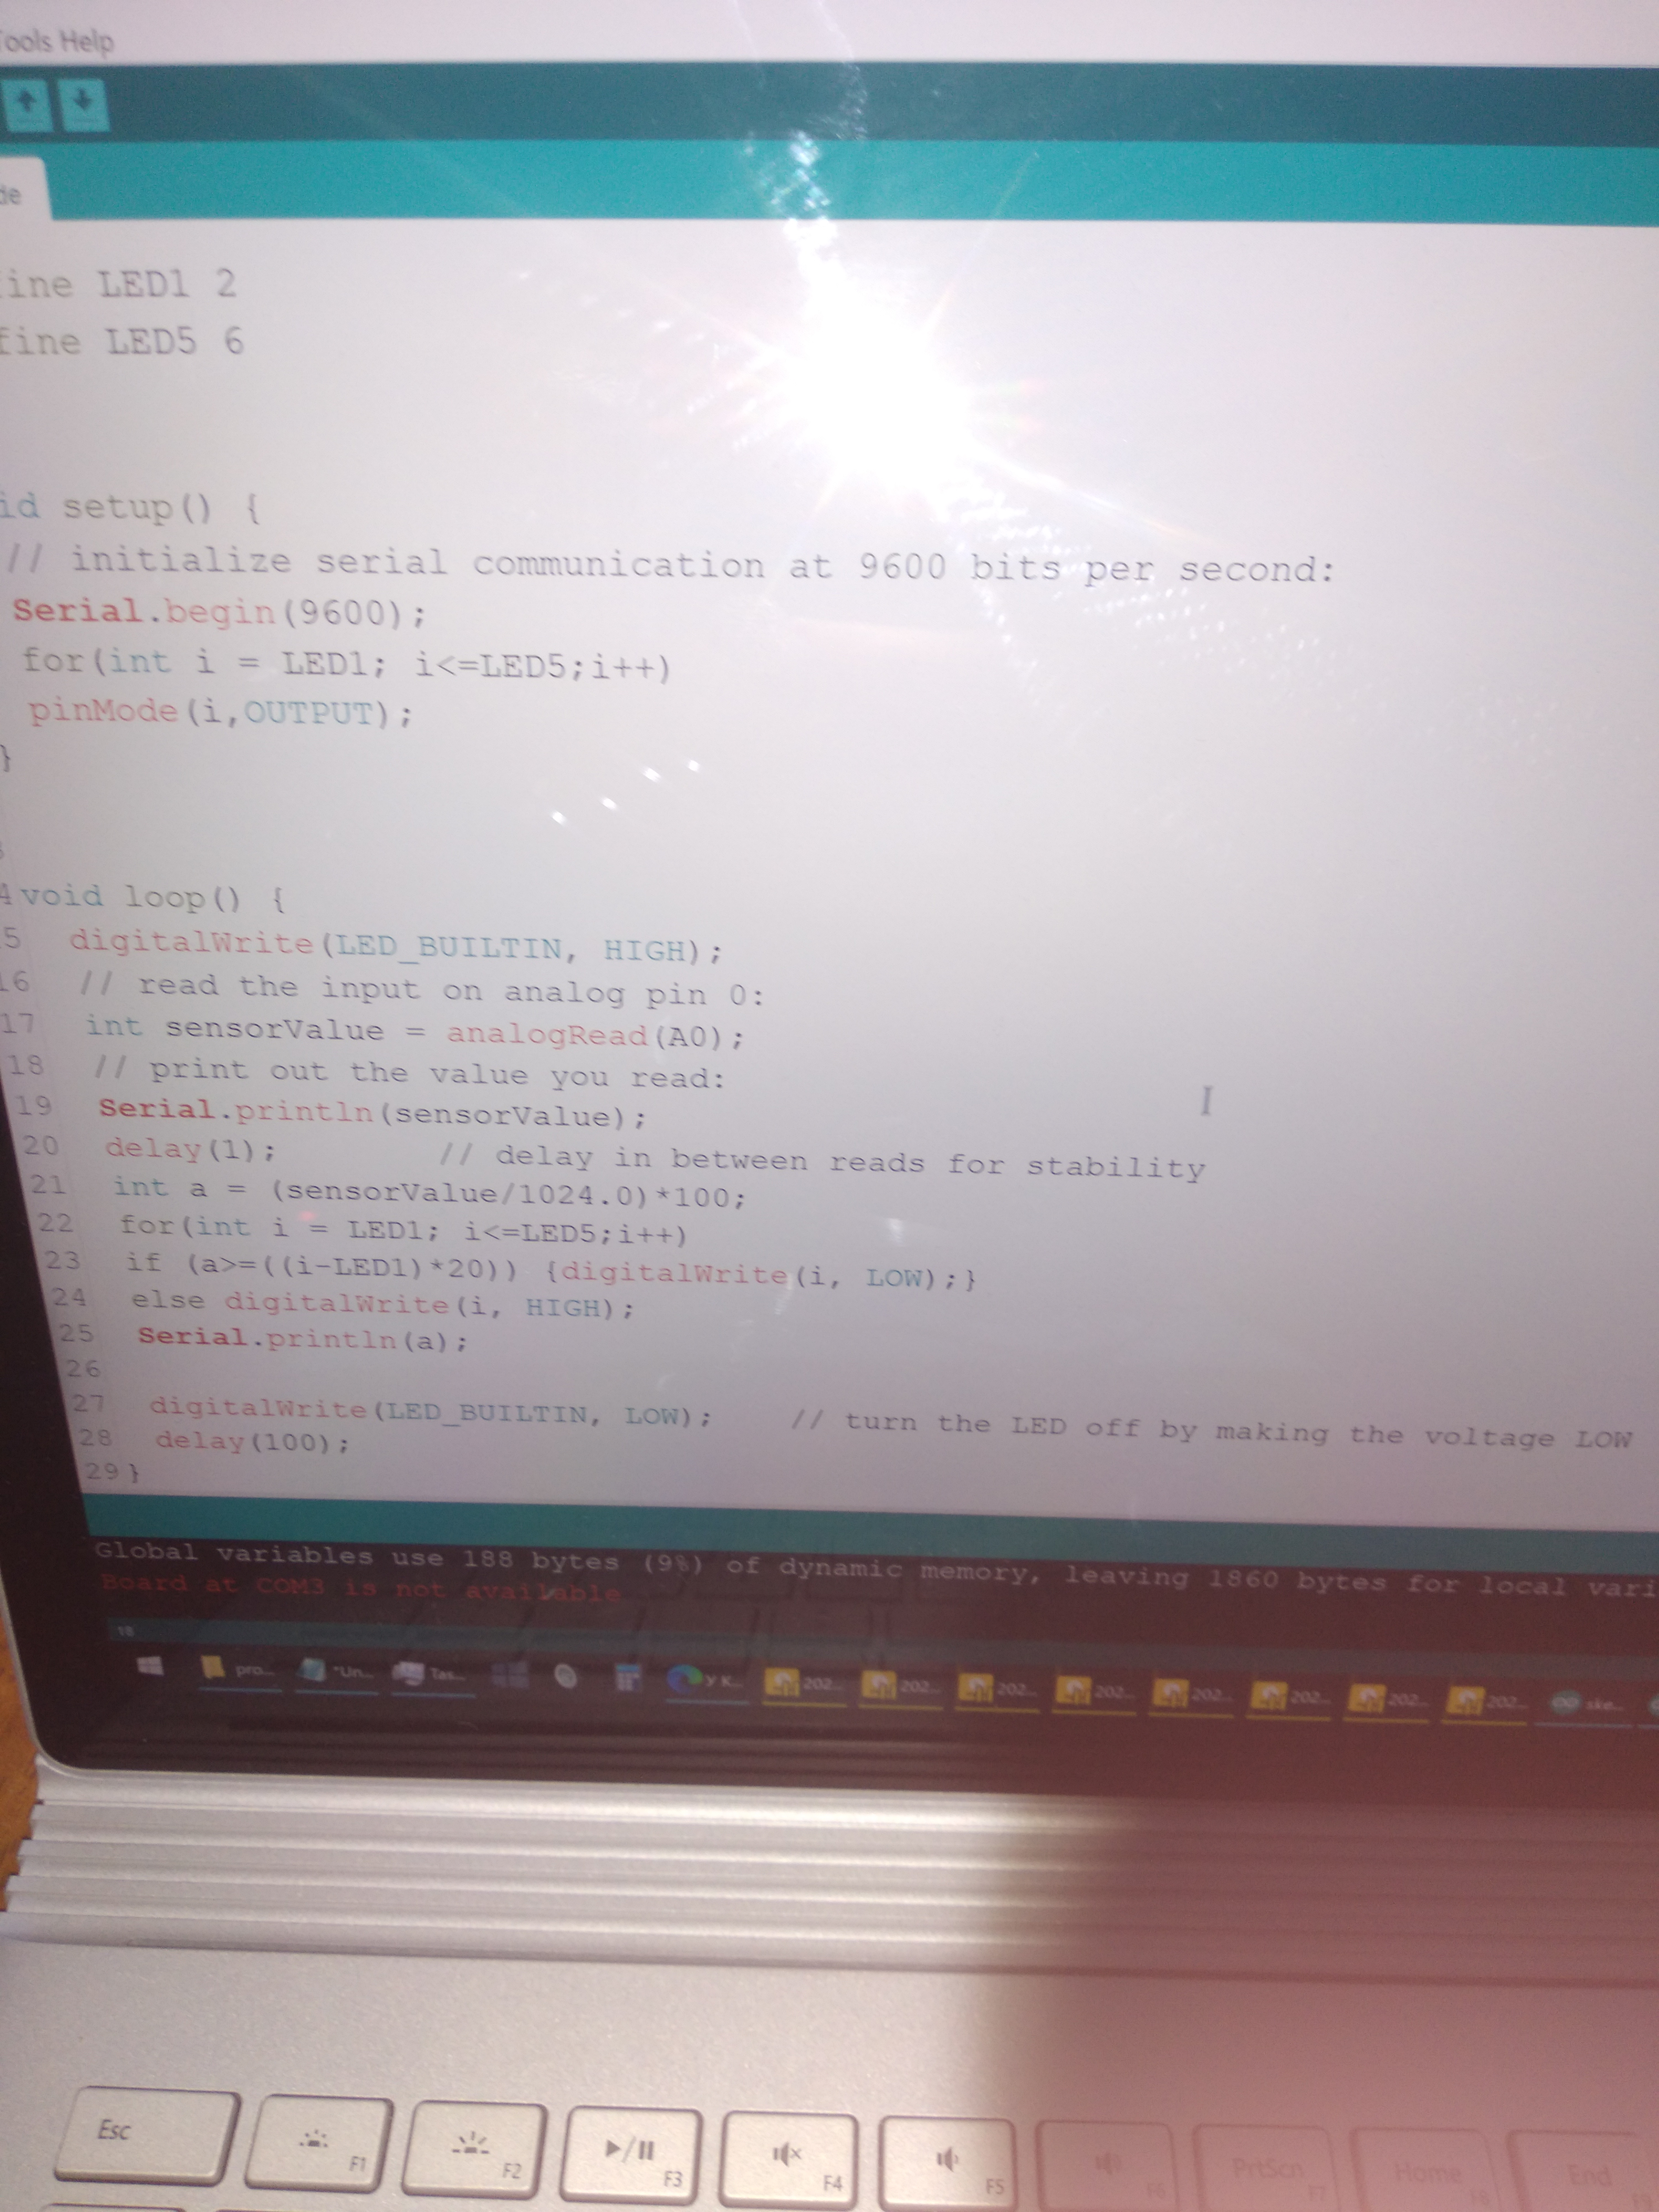 Tools Help
de
ine LED1 2
fine LED5 6
id setup() {
// initialize serial communication at 9600 bits per second:
Serial.begin(9600);
for(int i = LED1; i<=LED5;i++)
pinMode(i,OUTPUT);
}
4 void loop() {
5 digitalWrite(LED_BUILTIN, HIGH);
16 // read the input on analog pin 0:
17 int sensorValue = analogRead(A0);
18 // print out the value you read:
19 Serial.println(sensorValue);
20 delay(1); // delay in between reads for stability
21 int a = (sensorValue/1024.0)*100;
22 for(int i = LED1; i<=LED5;i++)
23 if (a>=((i-LED1)*20)) {digitalWrite(i, LOW);}
24 else digitalWrite(i, HIGH);
25 Serial.println(a);
26
27 digitalWrite(LED_BUILTIN, LOW); // turn the LED off by making the voltage LOW
28 delay(100);
29 }
Global variables use 188 bytes (9%) of dynamic memory, leaving 1860 bytes for local vari
Board at COM3 is not available
18
pro... "Un... Tas... y K... 202... 202... 202... 202... 202... 202... 202... 202... ske...
Esc F1 F2 F3 F4 F5 F6 PrtScn F7 Home F8 End F9